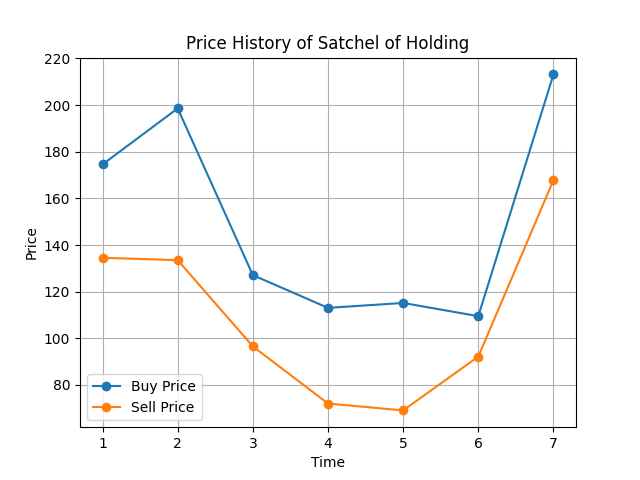 Price History of Satchel of Holding
220
200
180
160
140
120
100
80
Price
Buy Price
Sell Price
1 2 3 4 5 6 7
Time